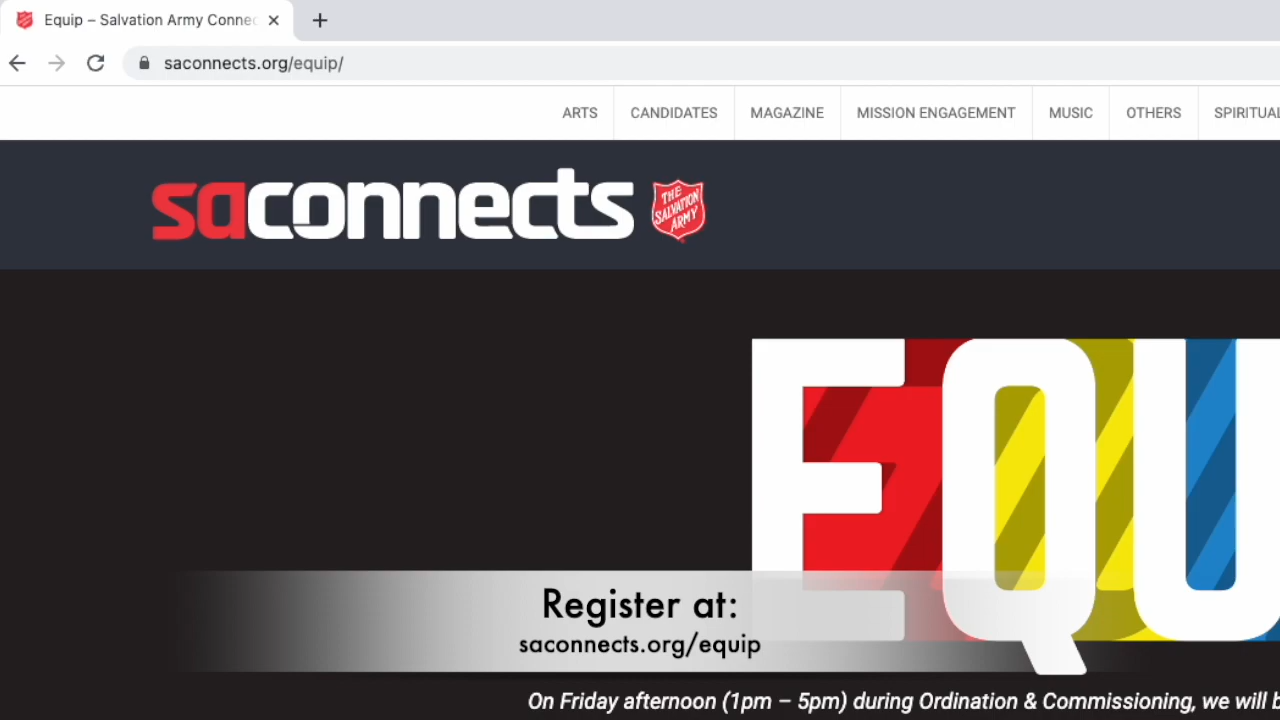 Equip – Salvation Army Connec
saconnects.org/equip/
ARTS CANDIDATES MAGAZINE MISSION ENGAGEMENT MUSIC OTHERS SPIRITUAL
saconnects
THE
SALVATION
ARMY
EQU
Register at:
saconnects.org/equip
On Friday afternoon (1pm – 5pm) during Ordination & Commissioning, we will b